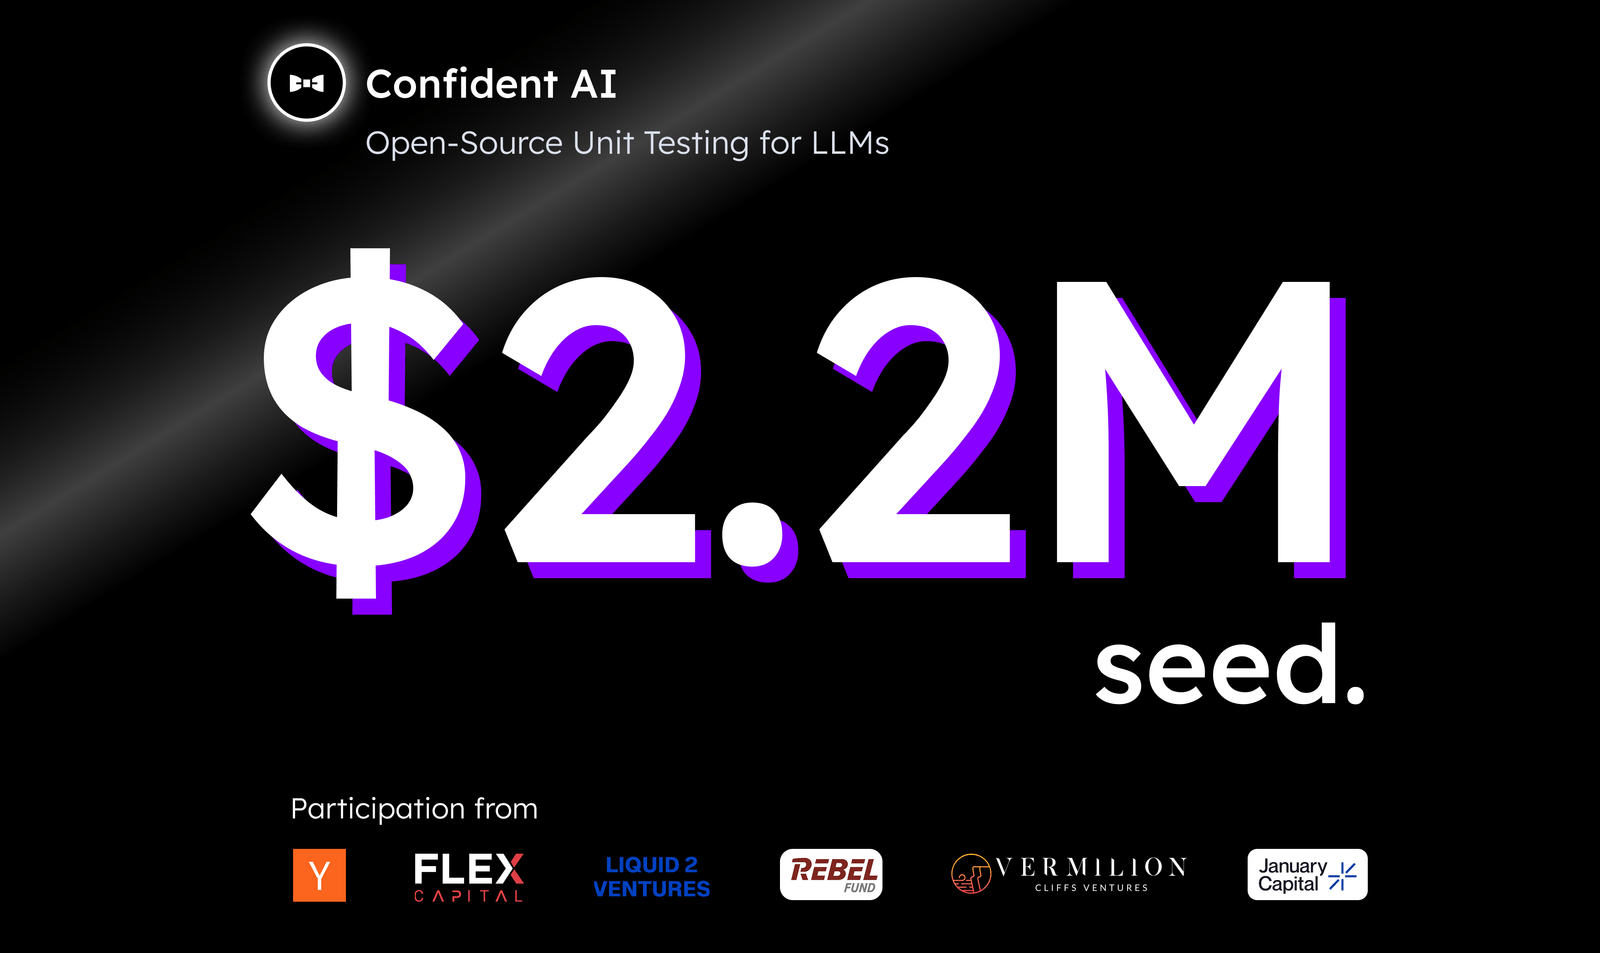 Confident AI
Open-Source Unit Testing for LLMs
$2.2M
seed.
Participation from
Y
FLEX
CAPITAL
LIQUID 2
VENTURES
REBEL
FUND
VERMILION
CLIFFS VENTURES
January
Capital